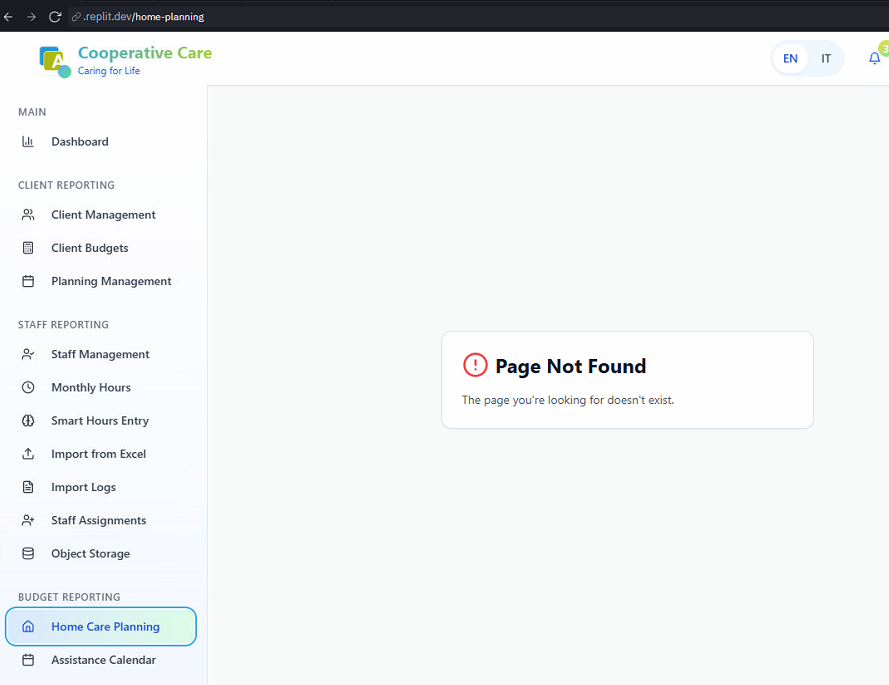 .replit.dev/home-planning
Cooperative Care
Caring for Life
EN IT
3
MAIN
Dashboard
CLIENT REPORTING
Client Management
Client Budgets
Planning Management
STAFF REPORTING
Staff Management
Monthly Hours
Smart Hours Entry
Import from Excel
Import Logs
Staff Assignments
Object Storage
BUDGET REPORTING
Home Care Planning
Assistance Calendar
Page Not Found
The page you're looking for doesn't exist.